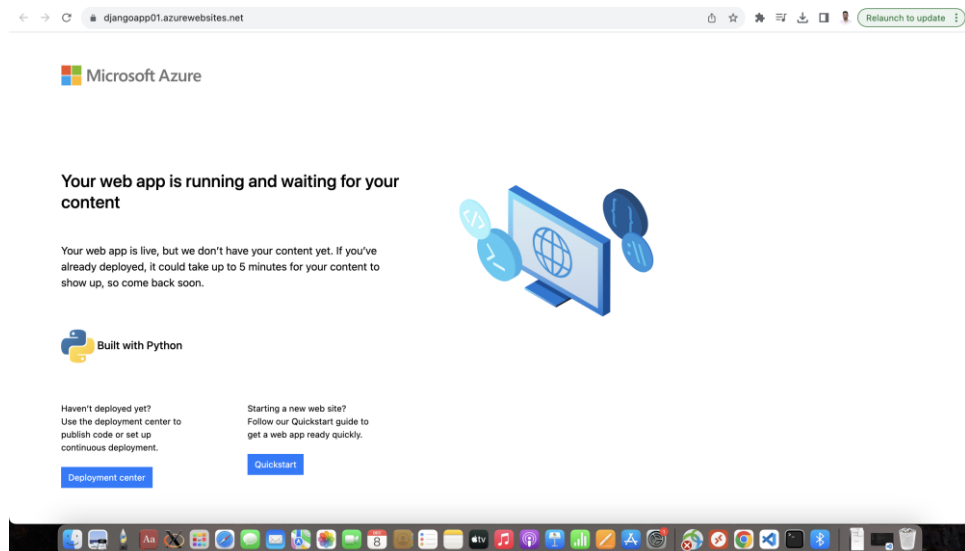 djangoapp01.azurewebsites.net
Relaunch to update
Microsoft Azure
Your web app is running and waiting for your
content
Your web app is live, but we don't have your content yet. If you've
already deployed, it could take up to 5 minutes for your content to
show up, so come back soon.
Built with Python
Haven't deployed yet?
Use the deployment center to
publish code or set up
continuous deployment.
Deployment center
Starting a new web site?
Follow our Quickstart guide to
get a web app ready quickly.
Quickstart
Aa
8
tv